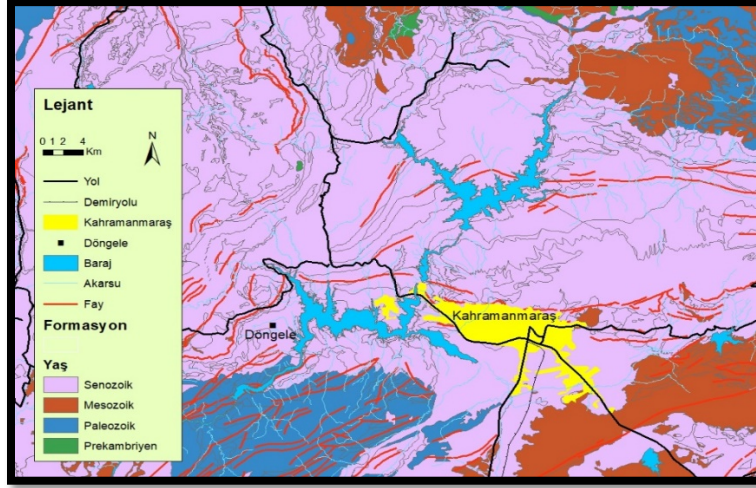 Lejant
0 1 2 4
Km
N
Yol
Demiryolu
Kahramanmaraş
Döngele
Baraj
Akarsu
Fay
Formasyon
Yaş
Senozoik
Mesozoik
Paleozoik
Prekambriyen
Kahramanmaraş
Döngele